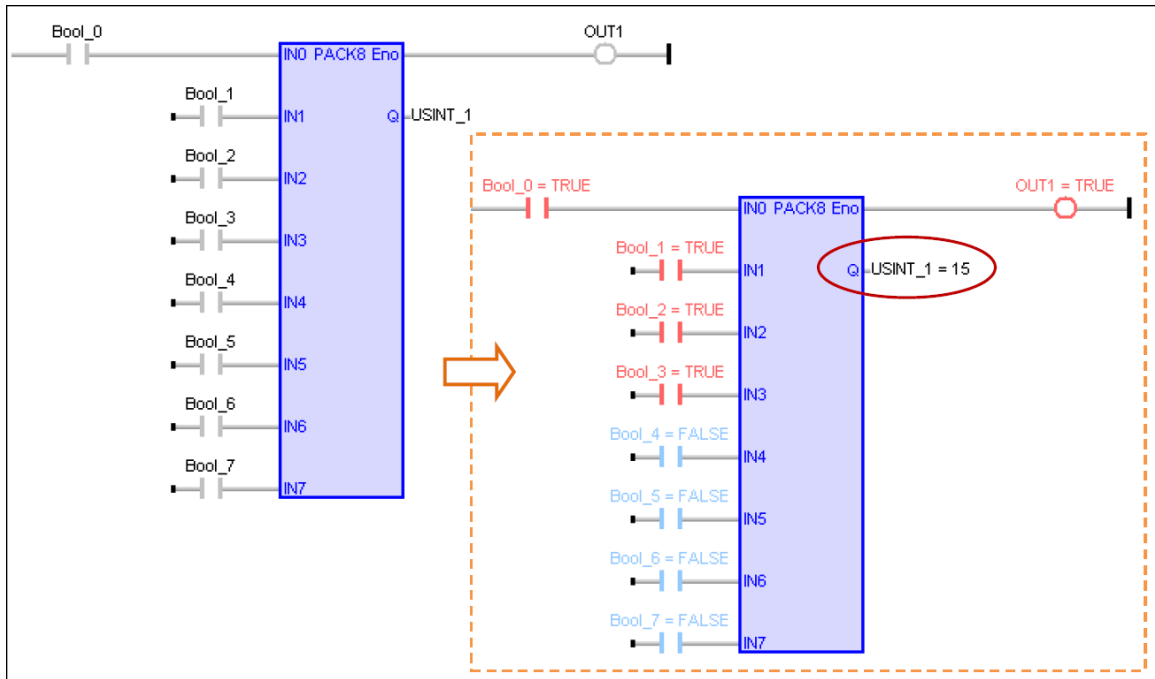 Bool_0
OUT1
IN0 PACK8 Eno
Bool_1
IN1
Q
USINT_1
Bool_2
IN2
Bool_3
IN3
Bool_4
IN4
Bool_5
IN5
Bool_6
IN6
Bool_7
IN7
Bool_0 = TRUE
OUT1 = TRUE
IN0 PACK8 Eno
Bool_1 = TRUE
IN1
Q
USINT_1 = 15
Bool_2 = TRUE
IN2
Bool_3 = TRUE
IN3
Bool_4 = FALSE
IN4
Bool_5 = FALSE
IN5
Bool_6 = FALSE
IN6
Bool_7 = FALSE
IN7